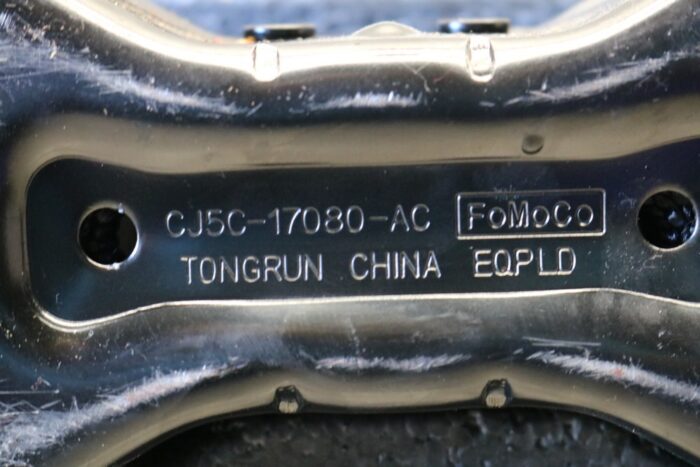 CJ5C-17080-AC FoMoCo
TONGRUN CHINA EQPLD